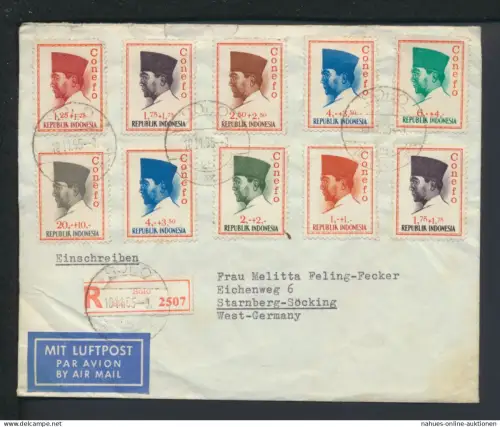 Conefo
1,25+1,25
REPUBLIK INDONESIA
Conefo
1,75+1,75
REPUBLIK INDONESIA
Conefo
2,50+2,50
REPUBLIK INDONESIA
Conefo
4,-+3,50
REPUBLIK INDONESIA
Conefo
REPUBLIK INDONESIA
Conefo
20,-+10,-
REPUBLIK INDONESIA
Conefo
4,-+3,50
REPUBLIK INDONESIA
Conefo
2,-+2,-
REPUBLIK INDONESIA
Conefo
1,-+1,-
REPUBLIK INDONESIA
Conefo
1,75+1,75
REPUBLIK INDONESIA
Einschreiben
SOLO
R 2507
Frau Melitta Feling-Fecker
Eichenweg 6
Starnberg-Söcking
West-Germany
MIT LUFTPOST
PAR AVION
BY AIR MAIL
www.delcampe.net
nahues-online-auktionen